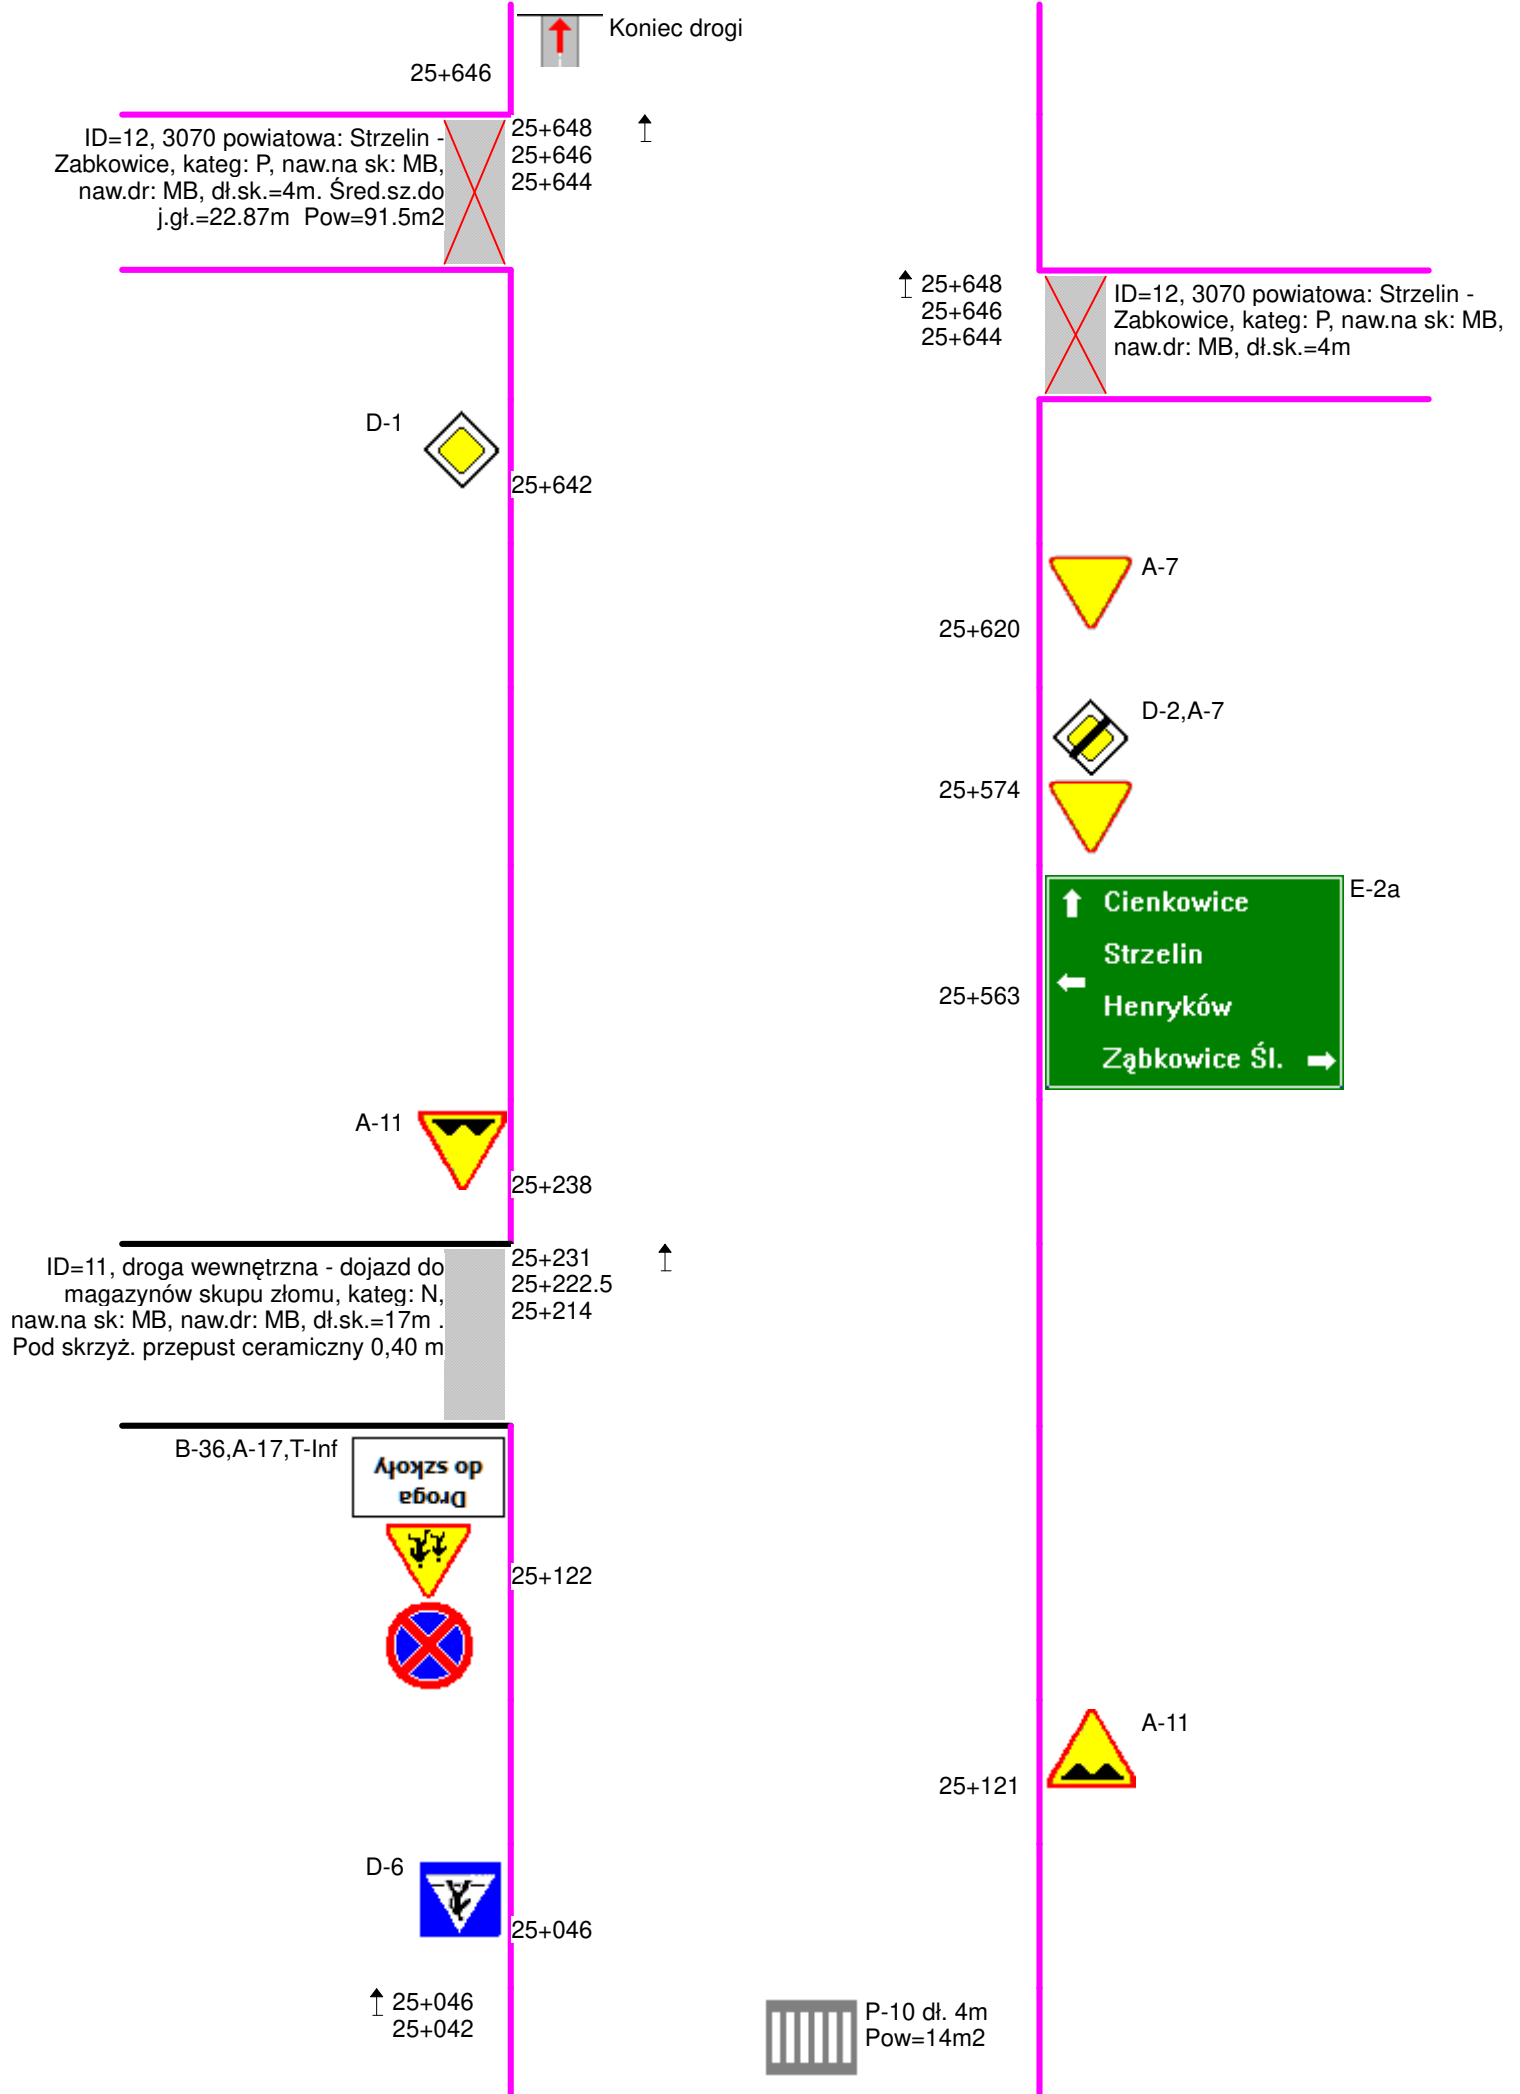 Koniec drogi
25+646
ID=12, 3070 powiatowa: Strzelin -
Zabkowice, kateg: P, naw.na sk: MB,
naw.dr: MB, dł.sk.=4m. Śred.sz.do
j.gł.=22.87m  Pow=91.5m2
25+648
25+646
25+644
25+648
25+646
25+644
ID=12, 3070 powiatowa: Strzelin -
Zabkowice, kateg: P, naw.na sk: MB,
naw.dr: MB, dł.sk.=4m
D-1
25+642
A-7
25+620
D-2,A-7
25+574
E-2a
Cienkowice
Strzelin
25+563
Henryków
Ząbkowice Śl.
A-11
25+238
ID=11, droga wewnętrzna - dojazd do
magazynów skupu złomu, kateg: N,
naw.na sk: MB, naw.dr: MB, dł.sk.=17m .
Pod skrzyż. przepust ceramiczny 0,40 m
25+231
25+222.5
25+214
B-36,A-17,T-Inf
Droga
do szkoły
25+122
A-11
25+121
D-6
25+046
25+046
25+042
P-10 dł. 4m
Pow=14m2